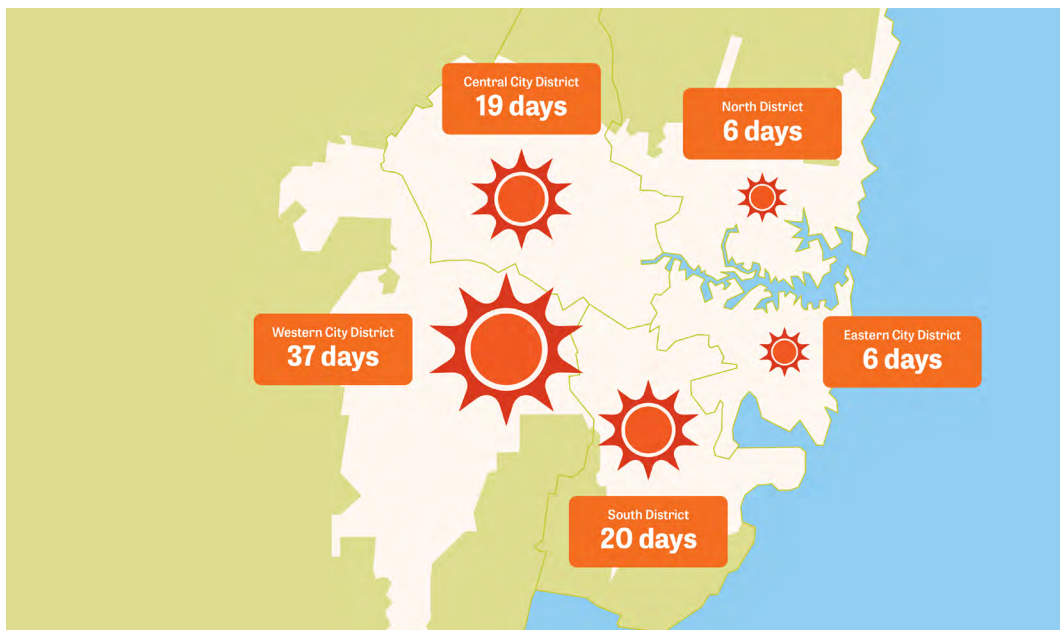 Central City District
19 days
North District
6 days
Western City District
37 days
Eastern City District
6 days
South District
20 days